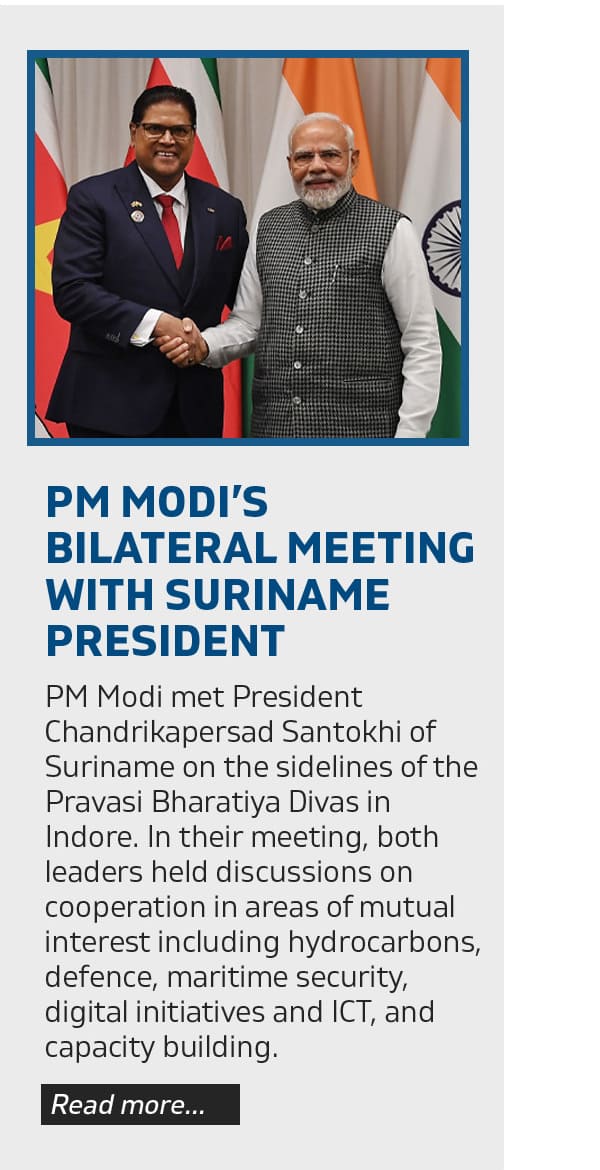 PM MODI’S
BILATERAL MEETING
WITH SURINAME
PRESIDENT
PM Modi met President
Chandrikapersad Santokhi of
Suriname on the sidelines of the
Pravasi Bharatiya Divas in
Indore. In their meeting, both
leaders held discussions on
cooperation in areas of mutual
interest including hydrocarbons,
defence, maritime security,
digital initiatives and ICT, and
capacity building.
Read more...